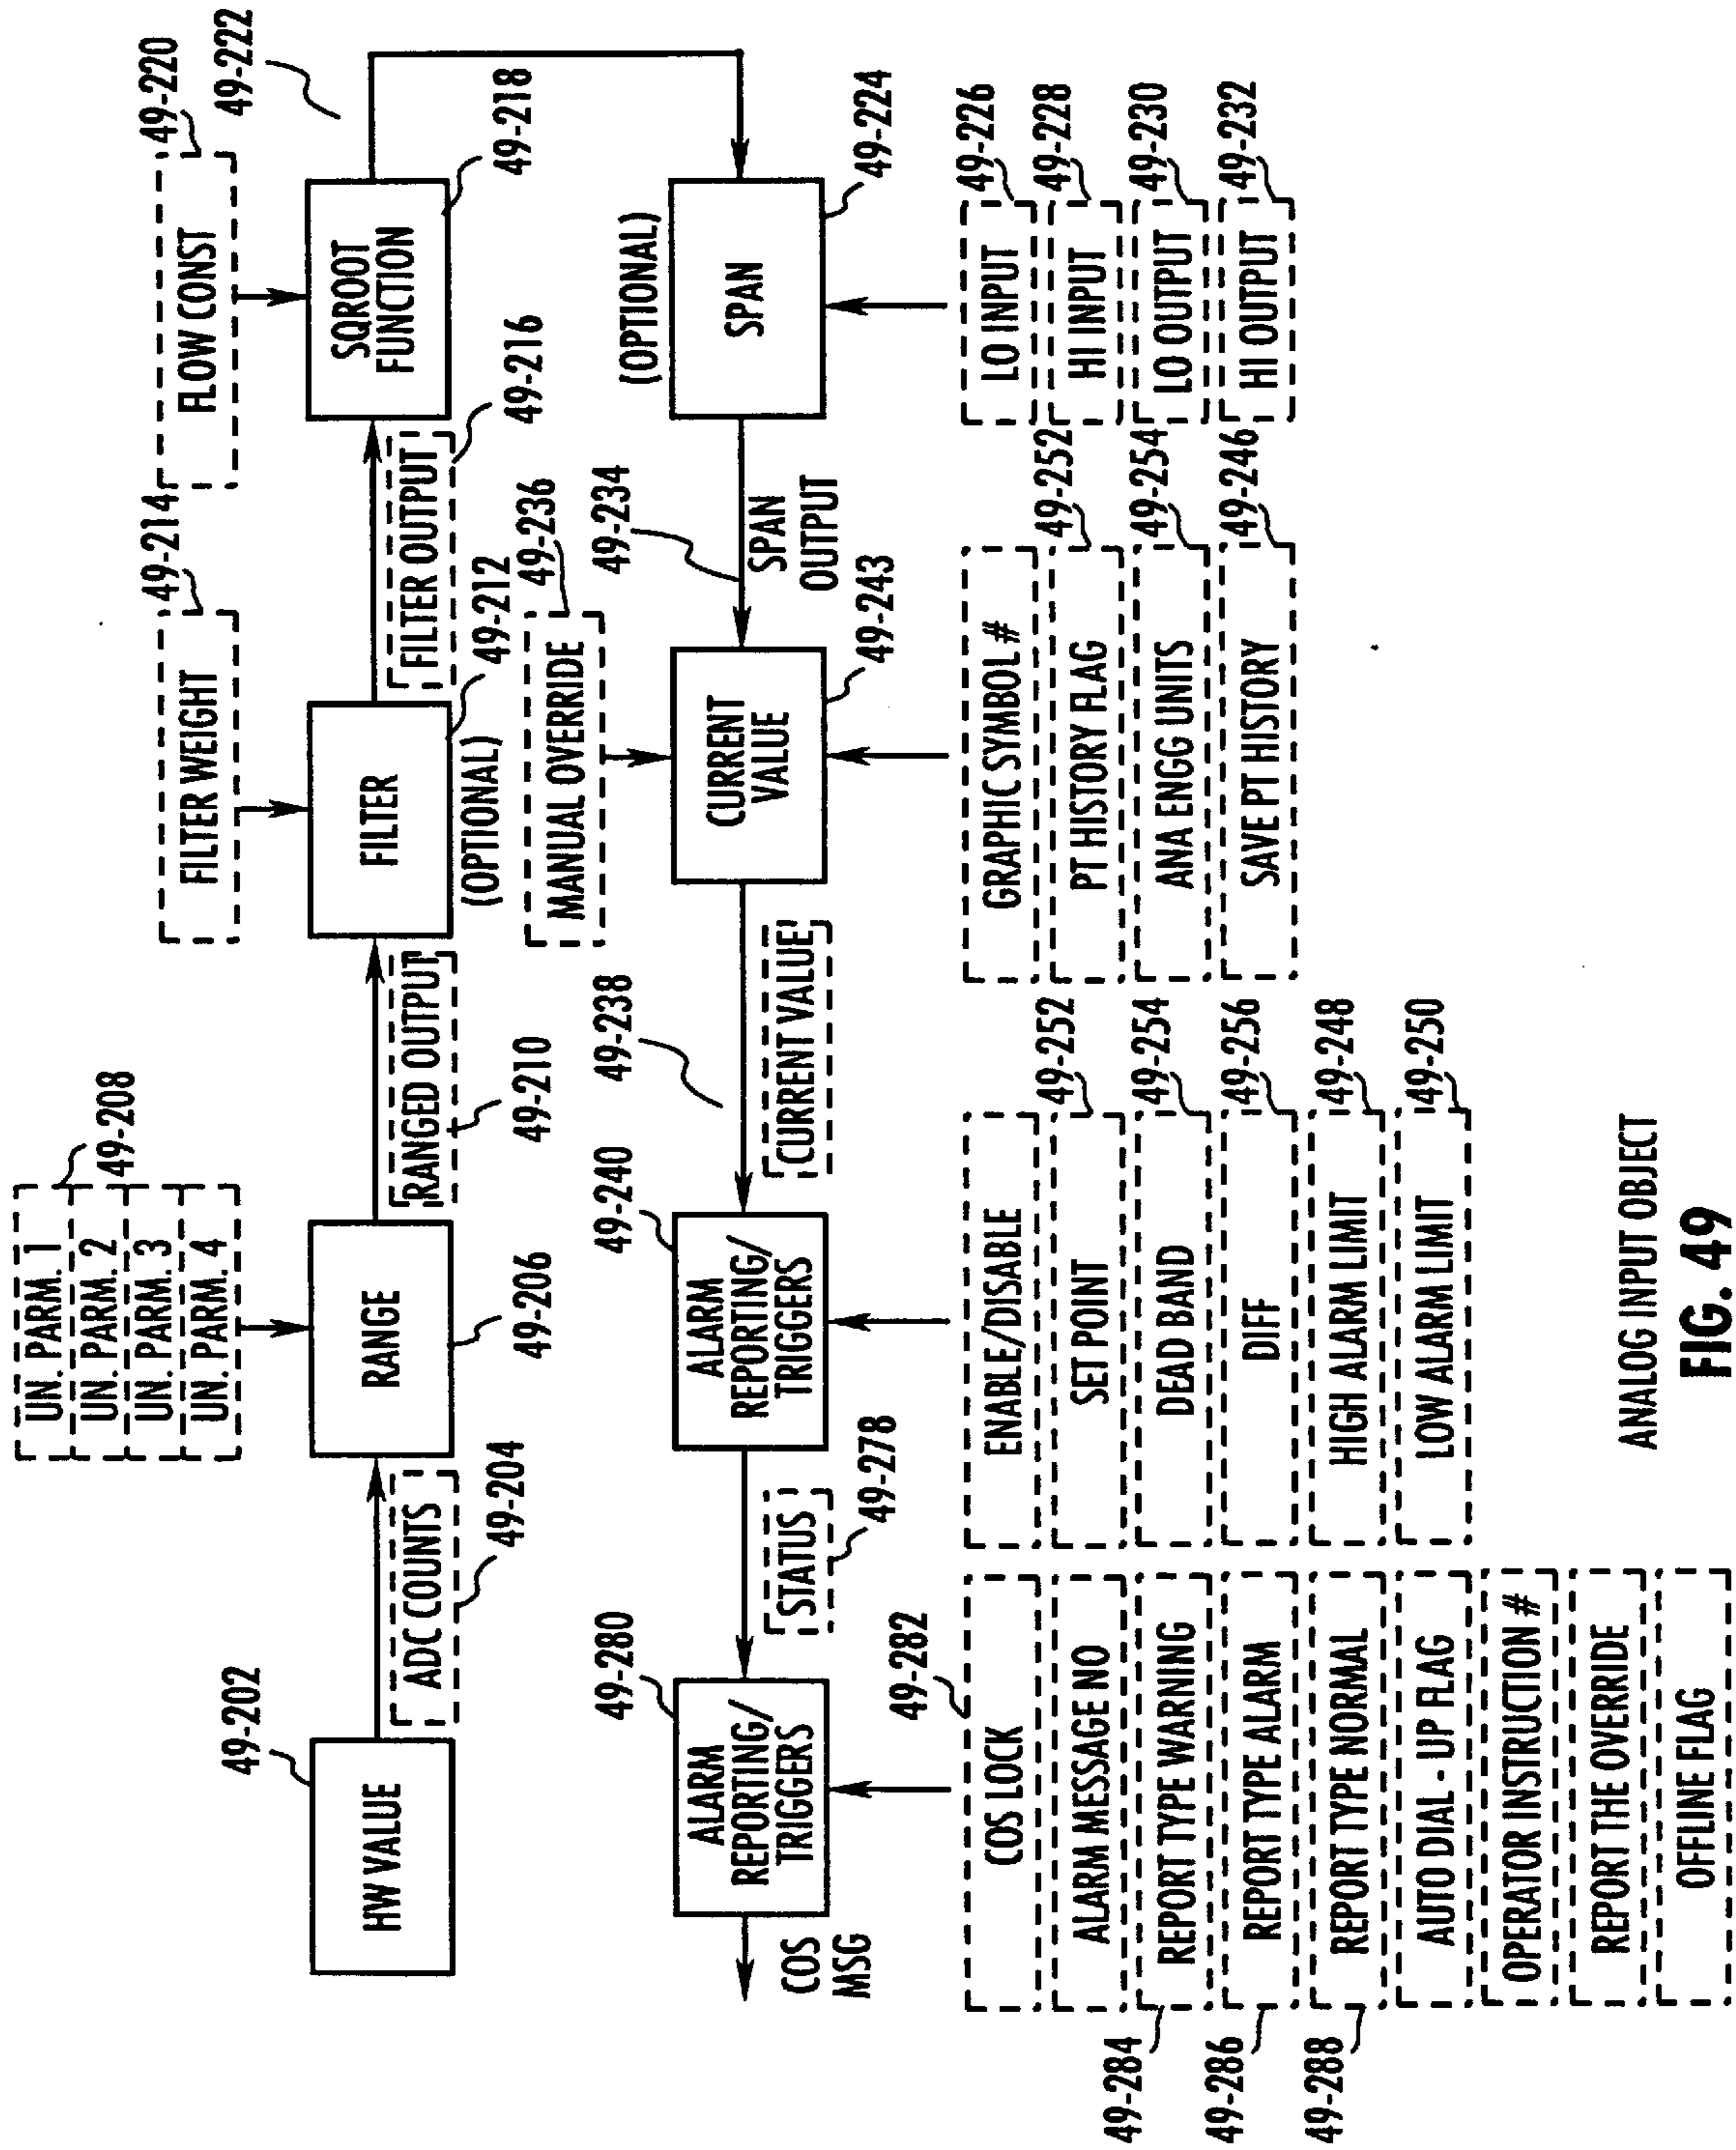 UN. PARM. 1
UN. PARM. 2
UN. PARM. 3
UN. PARM. 4
49-208
FILTER WEIGHT
49-214
FLOW CONST
49-220
49-222
49-202
HW VALUE
ADC COUNTS
49-204
RANGE
49-206
RANGED OUTPUT
49-210
FILTER
49-212
(OPTIONAL)
FILTER OUTPUT
49-216
SQROOT
FUNCTION
49-218
MANUAL OVERRIDE
49-236
(OPTIONAL)
SPAN
49-224
49-234
SPAN
OUTPUT
CURRENT
VALUE
49-243
49-238
CURRENT VALUE
49-240
ALARM
REPORTING/
TRIGGERS
STATUS
49-278
49-280
ALARM
REPORTING/
TRIGGERS
COS
MSG
49-282
COS LOCK
ALARM MESSAGE NO
REPORT TYPE WARNING
49-284
REPORT TYPE ALARM
49-286
REPORT TYPE NORMAL
49-288
AUTO DIAL - UP FLAG
OPERATOR INSTRUCTION #
REPORT THE OVERRIDE
OFFLINE FLAG
ENABLE/DISABLE
SET POINT
49-252
DEAD BAND
49-254
DIFF
49-256
HIGH ALARM LIMIT
49-248
LOW ALARM LIMIT
49-250
GRAPHIC SYMBOL #
PT HISTORY FLAG
49-252
ANA ENGG UNITS
49-254
SAVE PT HISTORY
49-246
LO INPUT
49-226
HI INPUT
49-228
LO OUTPUT
49-230
HI OUTPUT
49-232
ANALOG INPUT OBJECT
FIG. 49